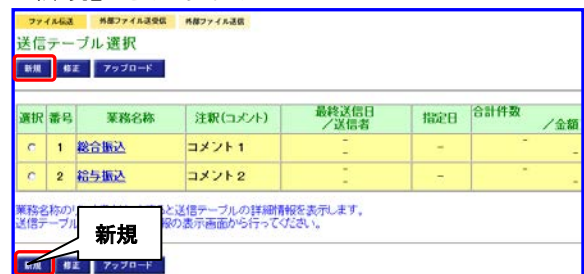 ファイル伝送 外部ファイル送受信 外部ファイル送信
送信テーブル選択
新規 修正 アップロード
選択 番号 業務名称 注釈(コメント) 最終送信日 ／送信者 指定日 合計件数 ／金額
1 総合振込 コメント1 - - - - -
2 給与振込 コメント2 - - - - -
業務名称の と送信テーブルの詳細情報を表示します。
送信テーブル 報の表示画面から行ってください。
新規
新規 修正 アップロード